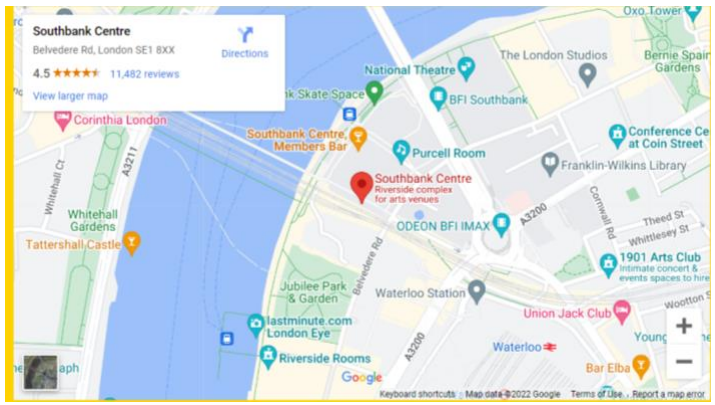 Southbank Centre
Belvedere Rd, London SE1 8XX
4.5
11,482 reviews
View larger map
Directions
Oxo Tower
The London Studios
Bernie Spain
Gardens
National Theatre
BFI Southbank
Skate Space
Corinthia London
Southbank Centre,
Members Bar
Conference Ce
at Coin Street
Purcell Room
Franklin-Wilkins Library
A3211
Whitehall Ct
Southbank Centre
Riverside complex
for arts venues
Cornwall Rd
Whitehall
Gardens
A3200
Theed St
Whittlesey St
ODEON BFI IMAX
Tattershall Castle
Belvedere Rd
1901 Arts Club
Intimate concert &
events spaces to hire
Jubilee Park
& Garden
Waterloo Station
Wootton S
Union Jack Club
lastminute.com
London Eye
Young
Waterloo
A3200
Riverside Rooms
Bar Elba
aph
Google
Keyboard shortcuts
Map data ©2022 Google
Terms of Use
Report a map error